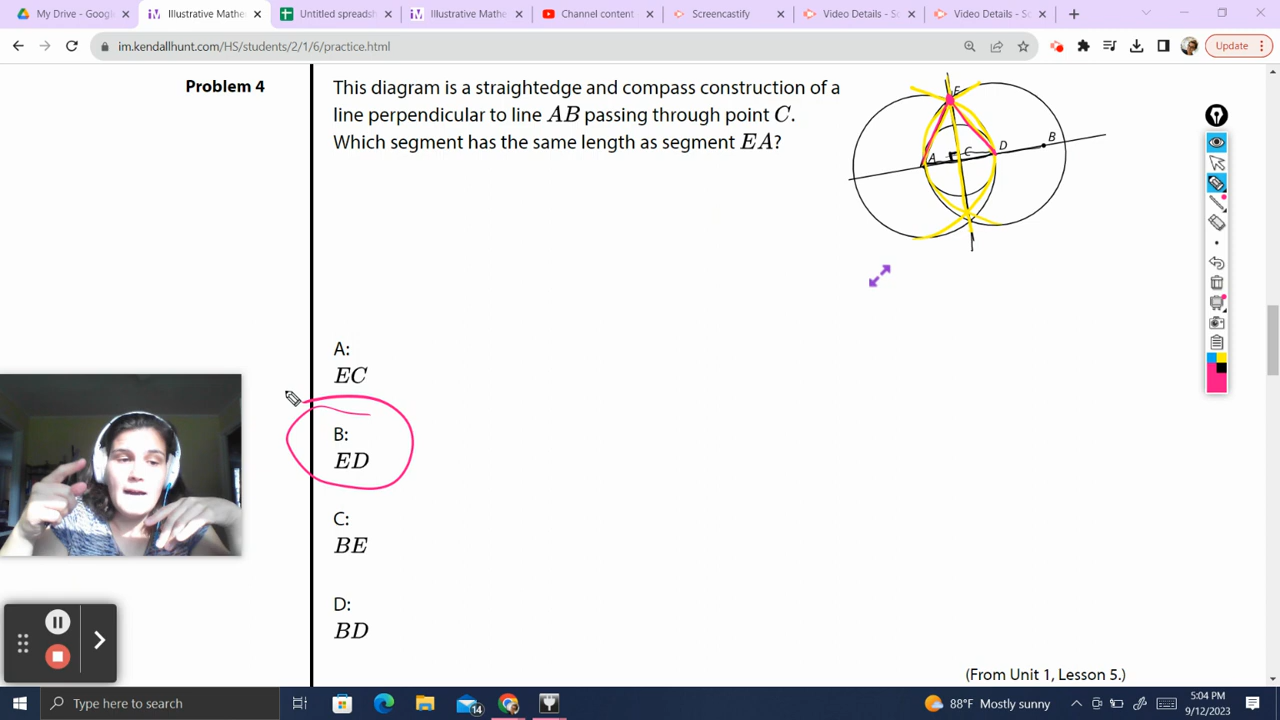 My Drive - Google
Illustrative Mathe
Untitled spreadsh
Illustrative Mathe
Channel content
Screencastify
Video Details - Sc
Video Details - Sc
im.kendallhunt.com/HS/students/2/1/6/practice.html
Update
Problem 4
This diagram is a straightedge and compass construction of a
line perpendicular to line AB passing through point C.
Which segment has the same length as segment EA?
E
A
C
D
B
A:
EC
B:
ED
C:
BE
D:
BD
(From Unit 1, Lesson 5.)
Type here to search
14
88°F Mostly sunny
5:04 PM
9/12/2023